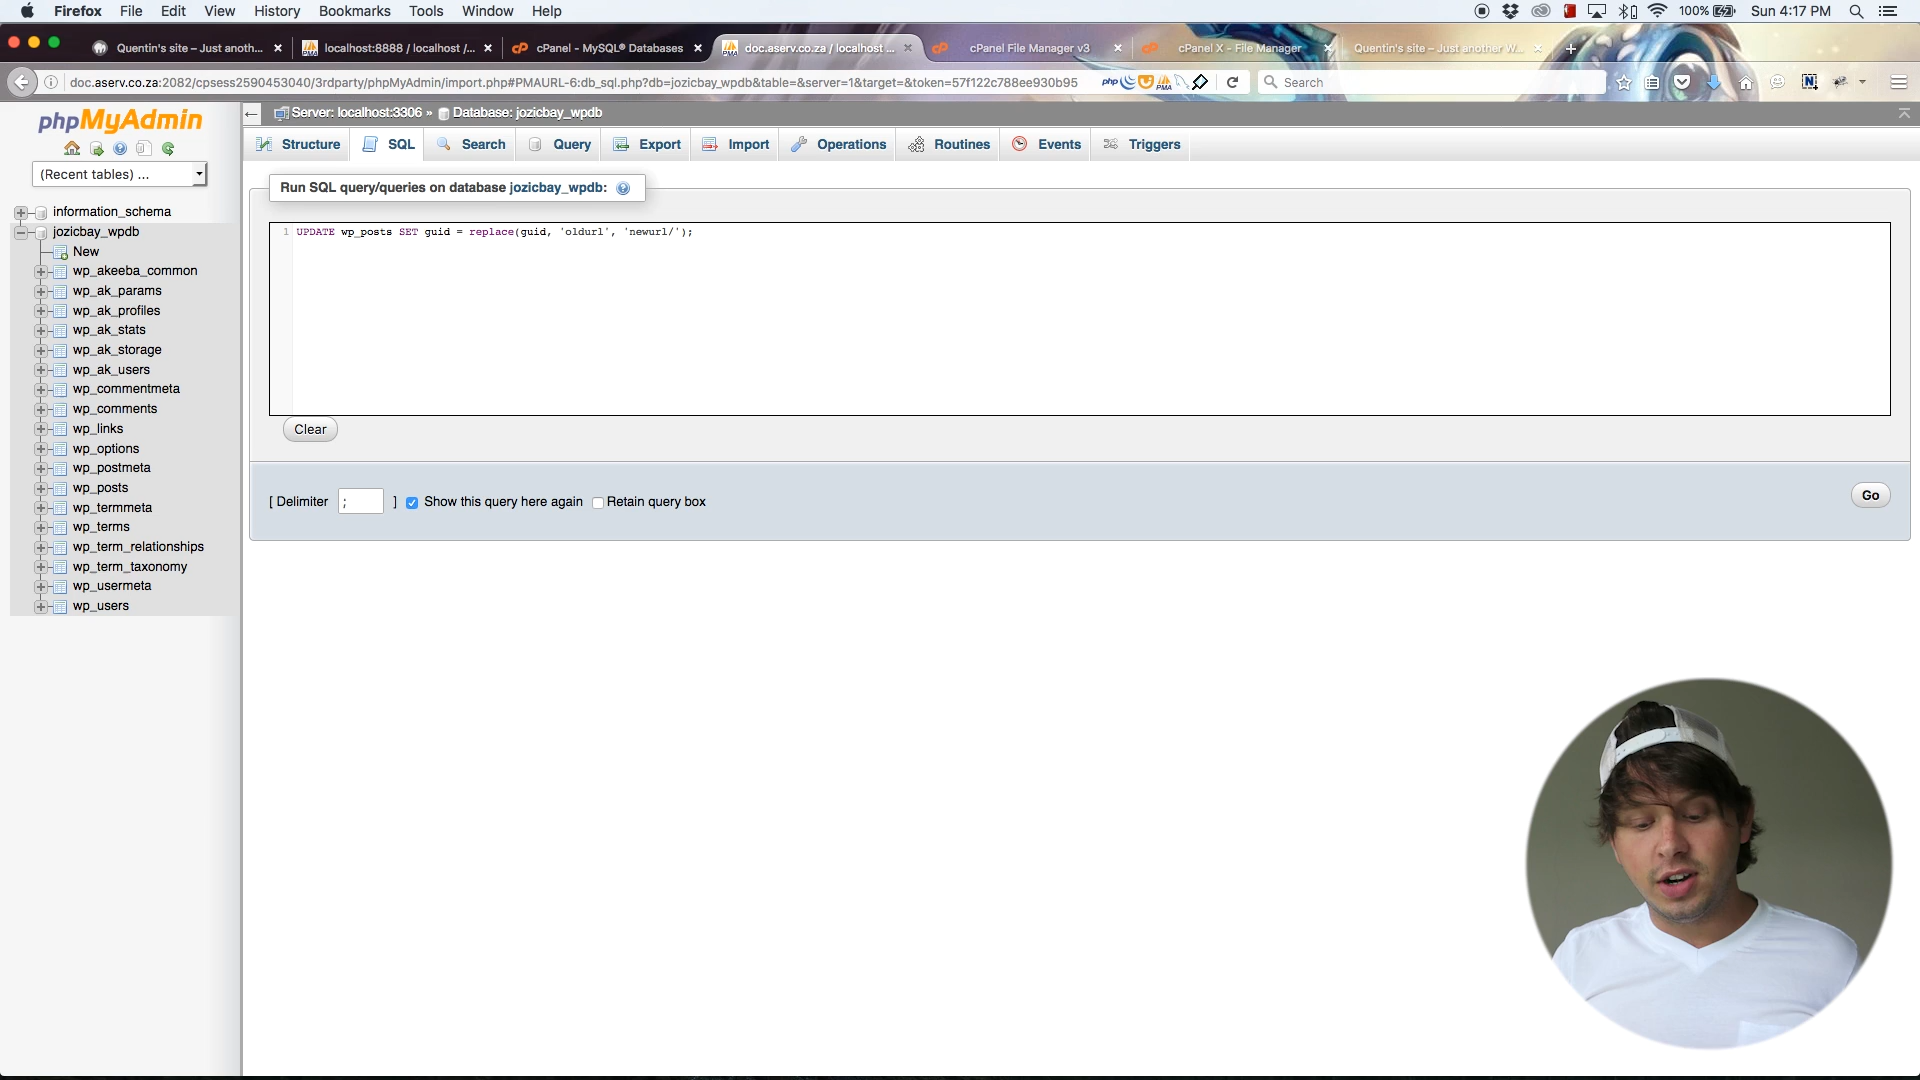 Firefox File Edit View History Bookmarks Tools Window Help 100% Sun 4:17 PM
Quentin's site – Just anoth... localhost:8888 / localhost /... cPanel - MySQL® Databases doc.aserv.co.za / localhost ... cPanel File Manager v3 cPanel X - File Manager Quentin's site – Just another W...
doc.aserv.co.za:2082/cpsess2590453040/3rdparty/phpMyAdmin/import.php#PMAURL-6:db_sql.php?db=jozicbay_wpdb&table=&server=1&target=&token=57f122c788ee930b95 php PMA Search
phpMyAdmin
(Recent tables) ...
information_schema
jozicbay_wpdb
New
wp_akeeba_common
wp_ak_params
wp_ak_profiles
wp_ak_stats
wp_ak_storage
wp_ak_users
wp_commentmeta
wp_comments
wp_links
wp_options
wp_postmeta
wp_posts
wp_termmeta
wp_terms
wp_term_relationships
wp_term_taxonomy
wp_usermeta
wp_users
Server: localhost:3306 » Database: jozicbay_wpdb
Structure SQL Search Query Export Import Operations Routines Events Triggers
Run SQL query/queries on database jozicbay_wpdb:
1 UPDATE wp_posts SET guid = replace(guid, 'oldurl', 'newurl/');
Clear
[ Delimiter ; ] Show this query here again Retain query box
Go